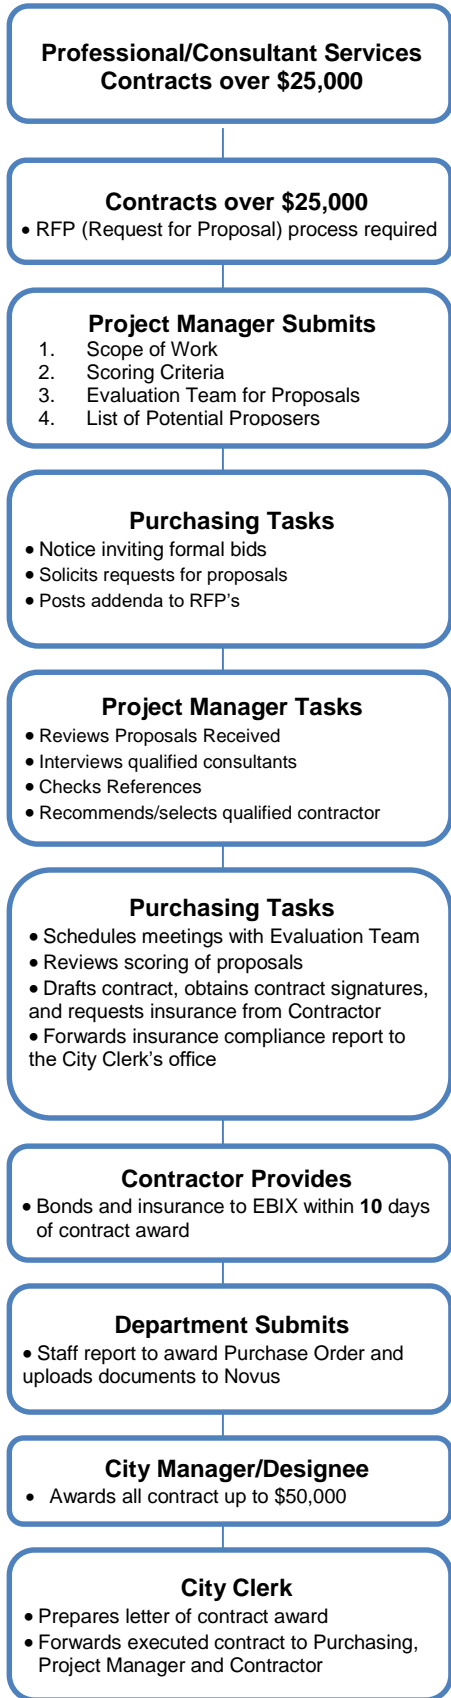 Professional/Consultant Services
Contracts over $25,000
Contracts over $25,000
• RFP (Request for Proposal) process required
Project Manager Submits
1. Scope of Work
2. Scoring Criteria
3. Evaluation Team for Proposals
4. List of Potential Proposers
Purchasing Tasks
• Notice inviting formal bids
• Solicits requests for proposals
• Posts addenda to RFP's
Project Manager Tasks
• Reviews Proposals Received
• Interviews qualified consultants
• Checks References
• Recommends/selects qualified contractor
Purchasing Tasks
• Schedules meetings with Evaluation Team
• Reviews scoring of proposals
• Drafts contract, obtains contract signatures,
and requests insurance from Contractor
• Forwards insurance compliance report to
the City Clerk's office
Contractor Provides
• Bonds and insurance to EBIX within 10 days
of contract award
Department Submits
• Staff report to award Purchase Order and
uploads documents to Novus
City Manager/Designee
• Awards all contract up to $50,000
City Clerk
• Prepares letter of contract award
• Forwards executed contract to Purchasing,
Project Manager and Contractor